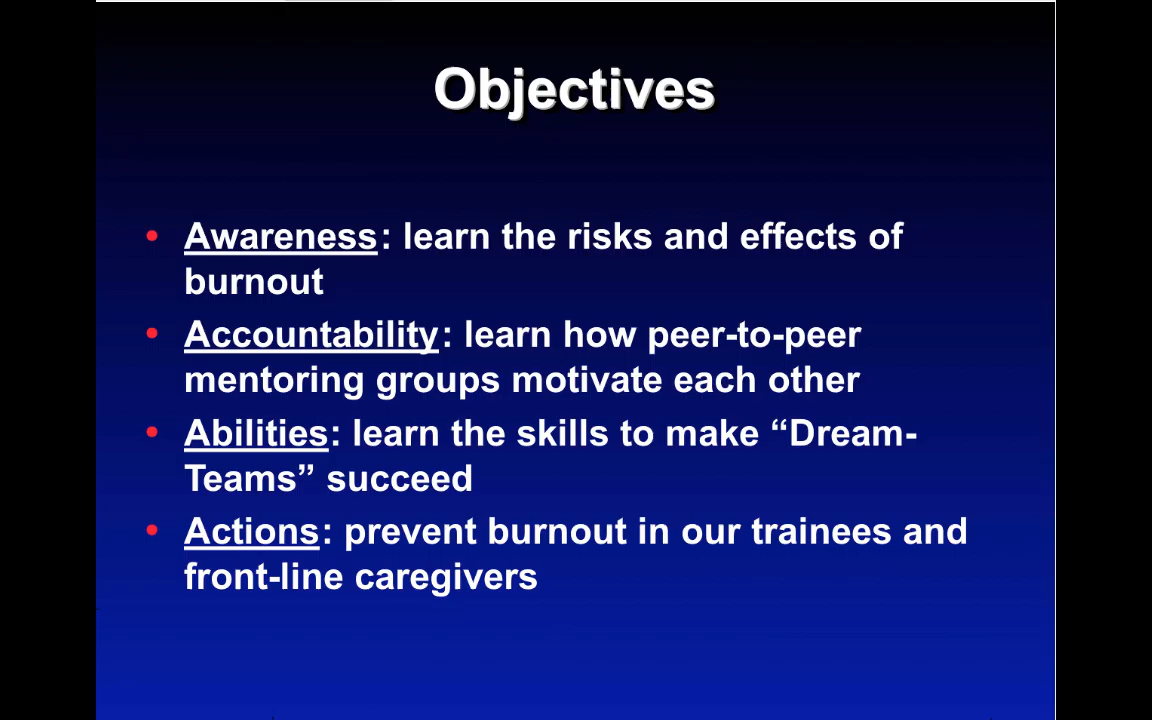 Objectives
• Awareness: learn the risks and effects of
burnout
• Accountability: learn how peer-to-peer
mentoring groups motivate each other
• Abilities: learn the skills to make “Dream-
Teams” succeed
• Actions: prevent burnout in our trainees and
front-line caregivers